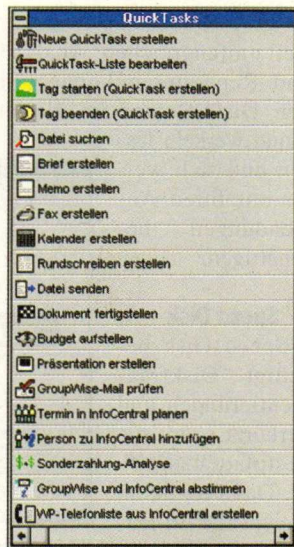 QuickTasks
Neue QuickTask erstellen
QuickTask-Liste bearbeiten
Tag starten (QuickTask erstellen)
Tag beenden (QuickTask erstellen)
Datei suchen
Brief erstellen
Memo erstellen
Fax erstellen
Kalender erstellen
Rundschreiben erstellen
Datei senden
Dokument fertigstellen
Budget aufstellen
Präsentation erstellen
GroupWise-Mail prüfen
Termin in InfoCentral planen
Person zu InfoCentral hinzufügen
Sonderzahlung-Analyse
GroupWise und InfoCentral abstimmen
WP-Telefonliste aus InfoCentral erstellen